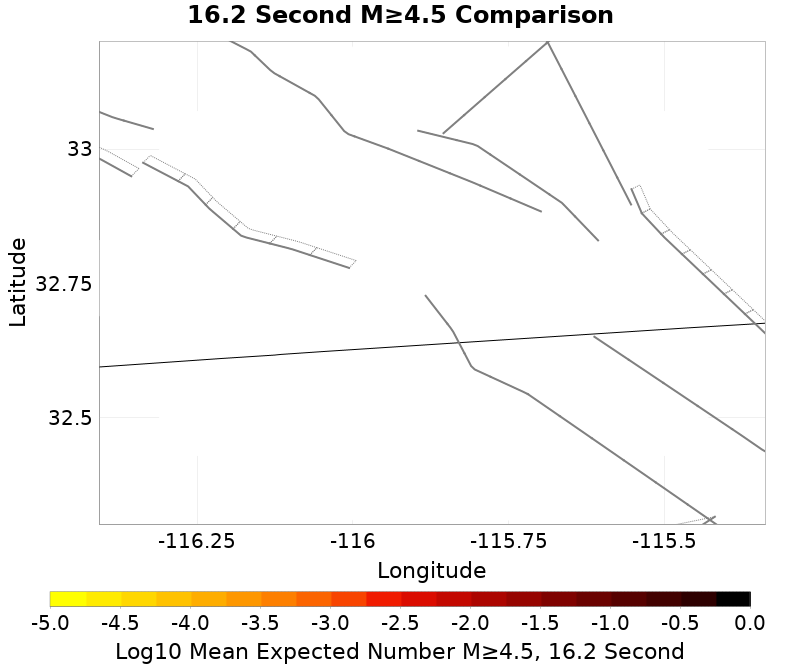 16.2 Second M≥4.5 Comparison
33
32.75
32.5
Latitude
-116.25 -116 -115.75 -115.5
Longitude
-5.0 -4.5 -4.0 -3.5 -3.0 -2.5 -2.0 -1.5 -1.0 -0.5 0.0
Log10 Mean Expected Number M≥4.5, 16.2 Second